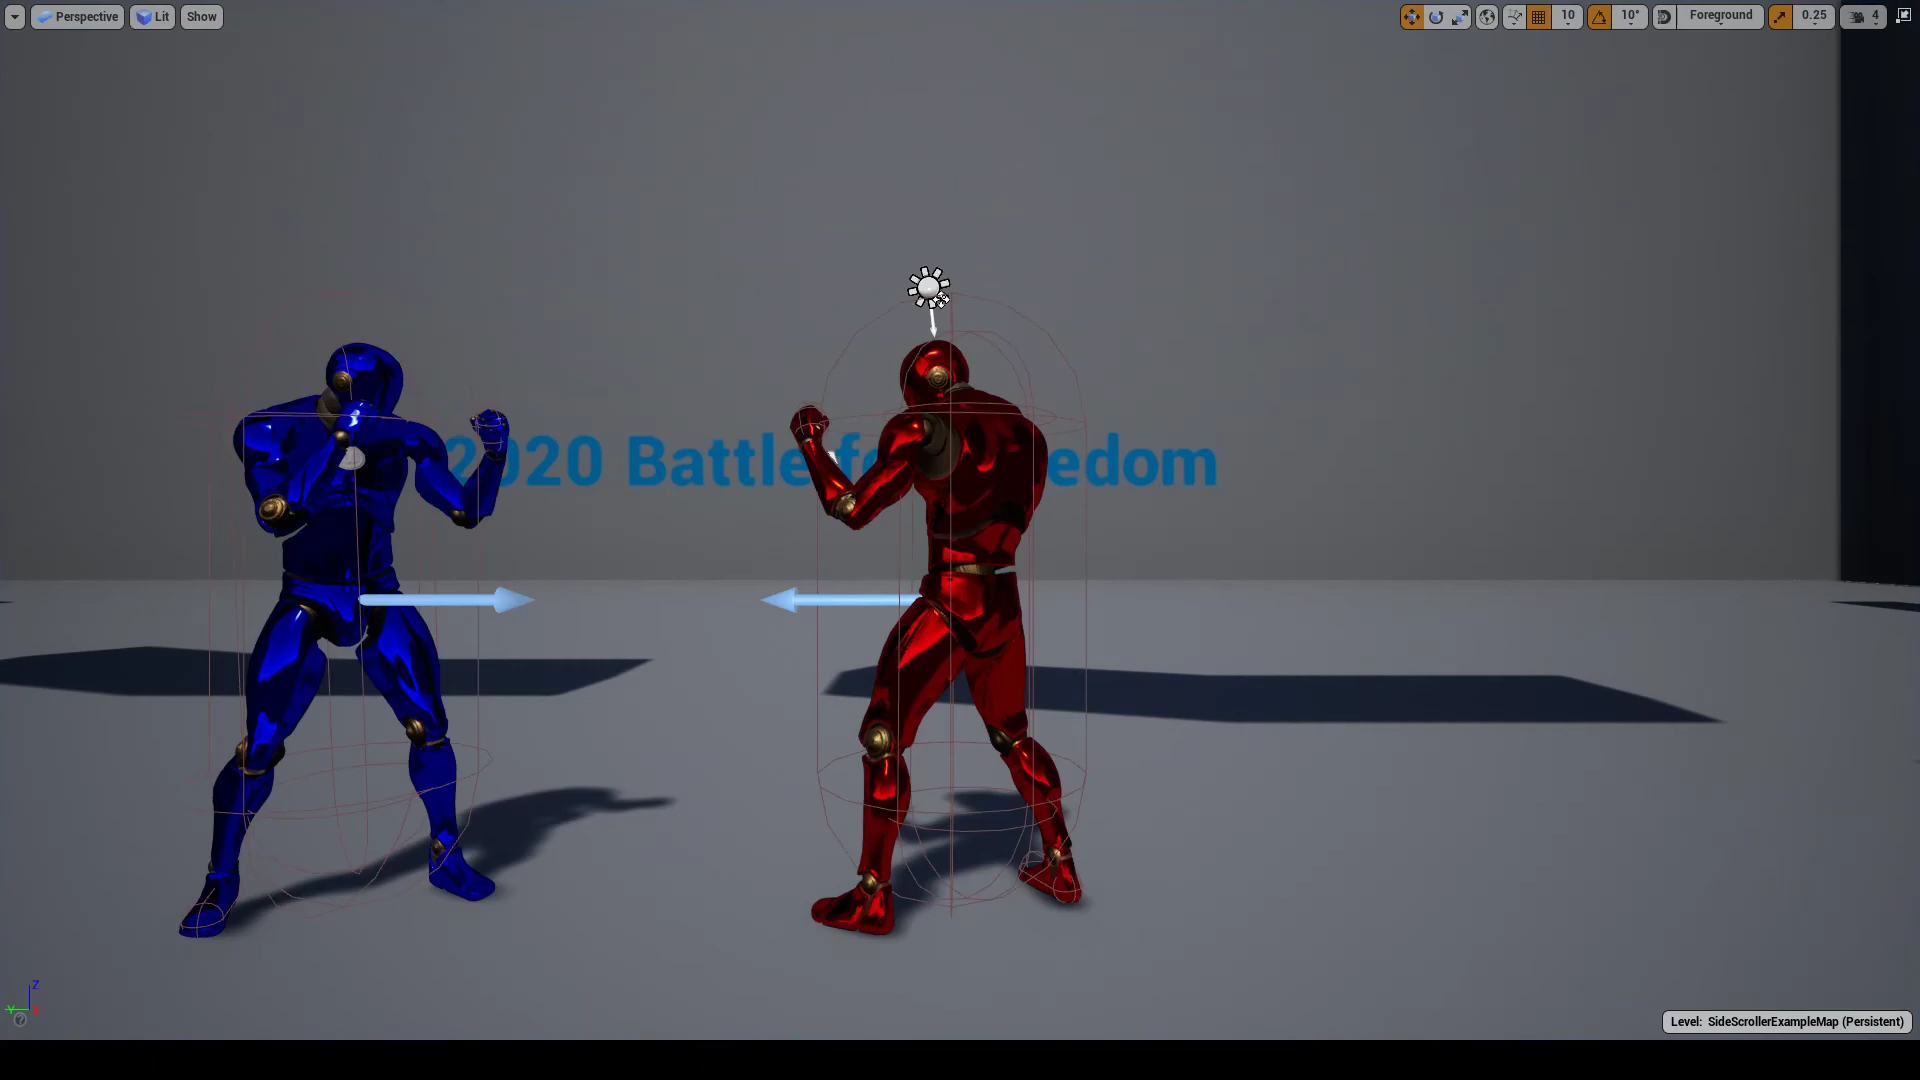 Perspective Lit Show 10 10° Foreground 0.25 4
2020 Battle edom
Z
Y
Level: SideScrollerExampleMap (Persistent)